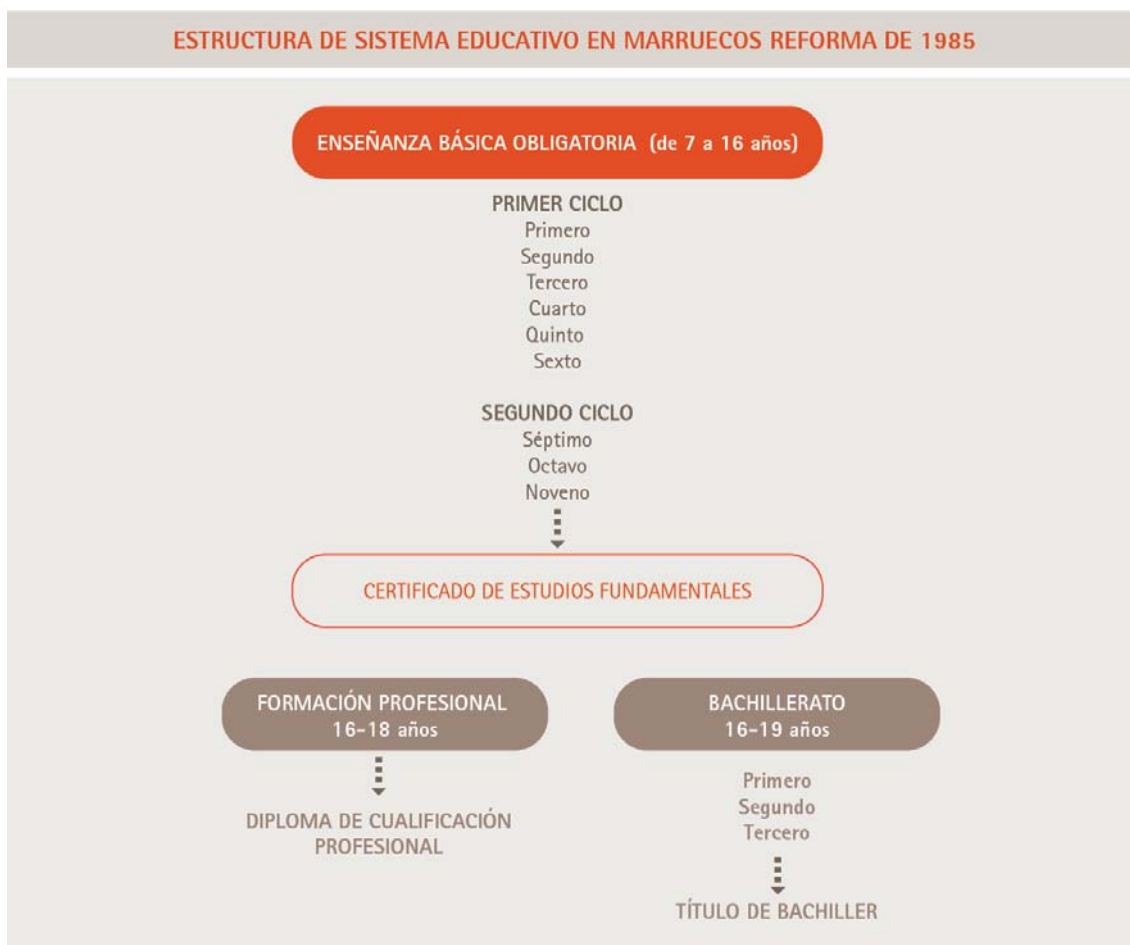 ESTRUCTURA DE SISTEMA EDUCATIVO EN MARRUECOS REFORMA DE 1985
ENSEÑANZA BÁSICA OBLIGATORIA (de 7 a 16 años)
PRIMER CICLO
Primero
Segundo
Tercero
Cuarto
Quinto
Sexto
SEGUNDO CICLO
Séptimo
Octavo
Noveno
CERTIFICADO DE ESTUDIOS FUNDAMENTALES
FORMACIÓN PROFESIONAL
16-18 años
DIPLOMA DE CUALIFICACIÓN
PROFESIONAL
BACHILLERATO
16-19 años
Primero
Segundo
Tercero
TÍTULO DE BACHILLER